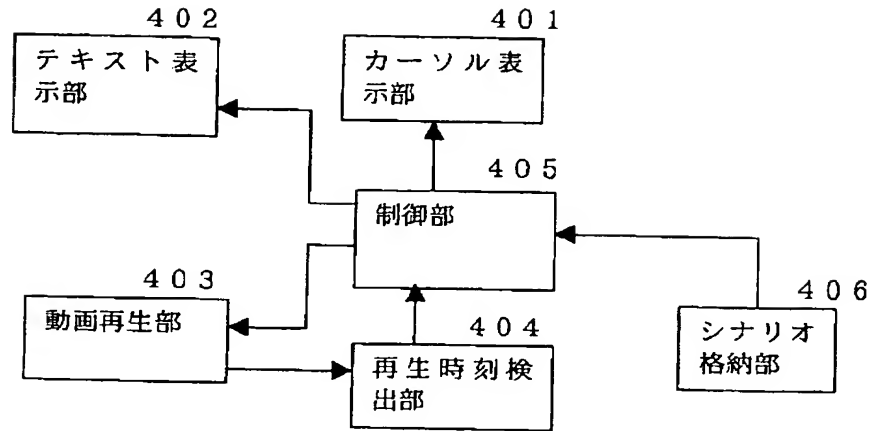 402
テキスト表
示部
401
カーソル表
示部
405
制御部
403
動画再生部
404
再生時刻検
出部
406
シナリオ
格納部